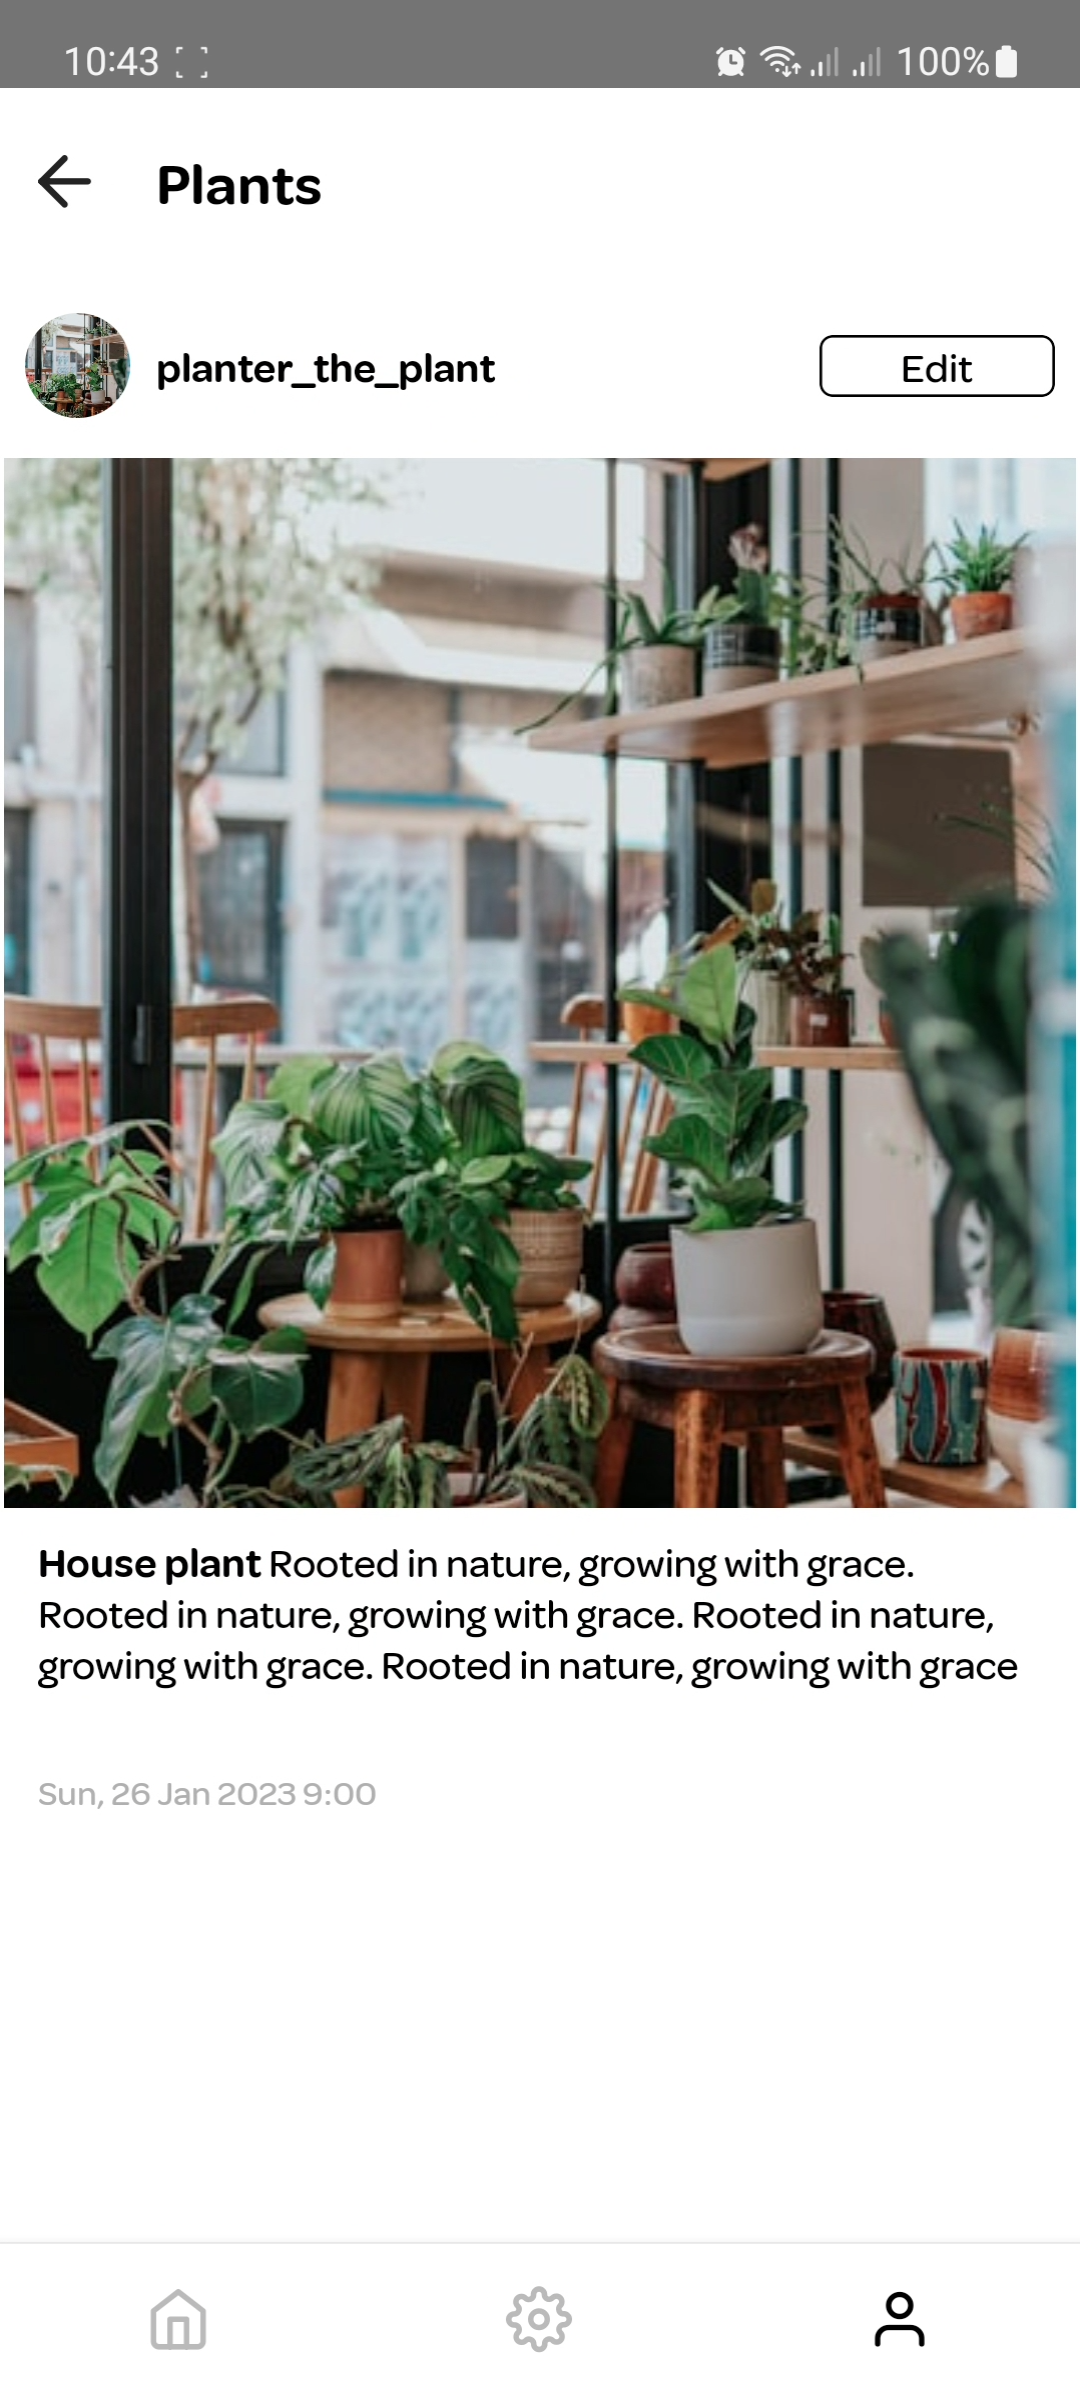 10:43 100%
Plants
planter_the_plant Edit
House plant Rooted in nature, growing with grace.
Rooted in nature, growing with grace. Rooted in nature,
growing with grace. Rooted in nature, growing with grace
Sun, 26 Jan 2023 9:00